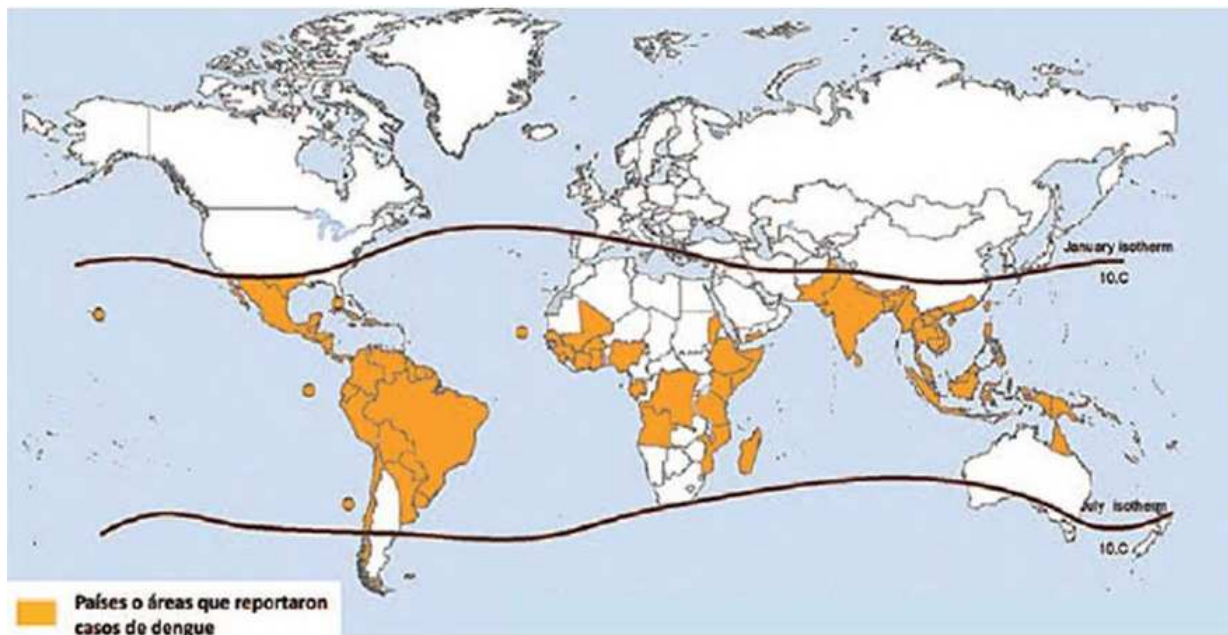 January isotherm
10.C
July isotherm
10.C
Países o áreas que reportaron
casos de dengue